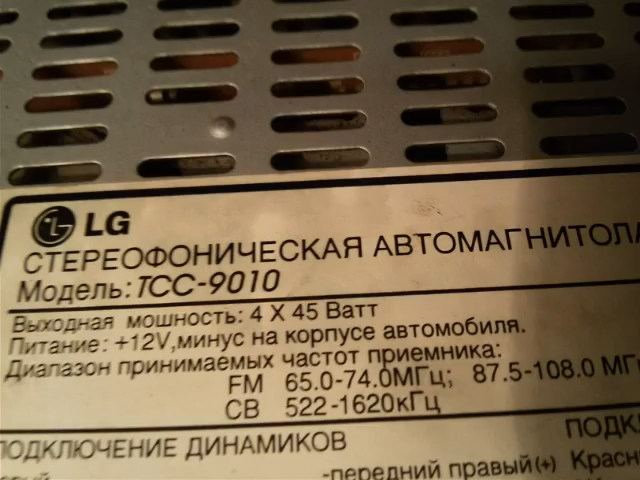 LG
СТЕРЕОФОНИЧЕСКАЯ АВТОМАГНИТОЛА
Модель: TCC-9010
Выходная мощность: 4 X 45 Ватт
Питание: +12V,минус на корпусе автомобиля.
Диапазон принимаемых частот приемника:
FM 65.0-74.0МГц; 87.5-108.0 МГ
СВ 522-1620кГц
ПОДКЛЮЧЕНИЕ ДИНАМИКОВ ПОДК
-передний правый(+) Красн